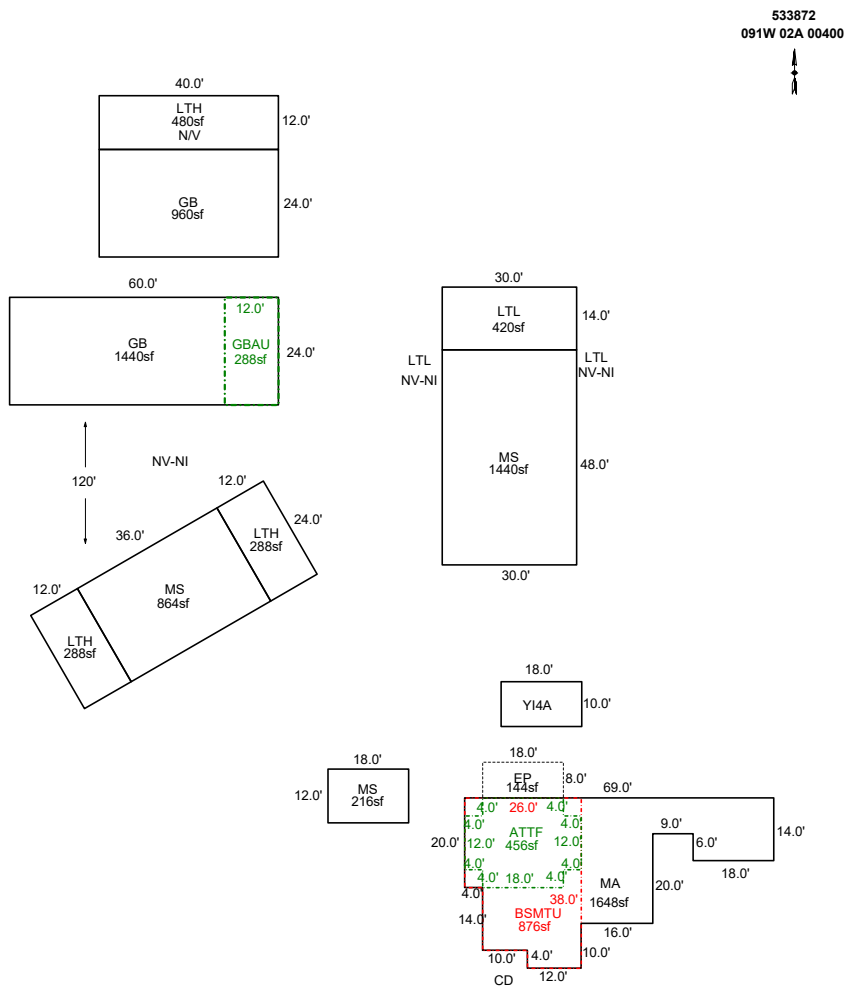 533872
091W 02A 00400
40.0'
LTH
480sf
N/V
12.0'
GB
960sf
24.0'
60.0'
12.0'
GB
1440sf
GBAU
288sf
24.0'
30.0'
LTL
420sf
14.0'
LTL
NV-NI
LTL
NV-NI
MS
1440sf
48.0'
30.0'
120'
NV-NI
12.0'
36.0'
24.0'
LTH
288sf
12.0'
MS
864sf
LTH
288sf
18.0'
YI4A
10.0'
18.0'
12.0'
MS
216sf
18.0'
EP
144sf
8.0'
69.0'
4.0'
26.0'
4.0'
4.0'
4.0'
20.0'
12.0'
ATTF
456sf
12.0'
9.0'
6.0'
14.0'
4.0'
4.0'
4.0'
18.0'
4.0'
18.0'
MA
1648sf
20.0'
4.0'
38.0'
14.0'
BSMTU
876sf
16.0'
10.0'
4.0'
10.0'
12.0'
CD